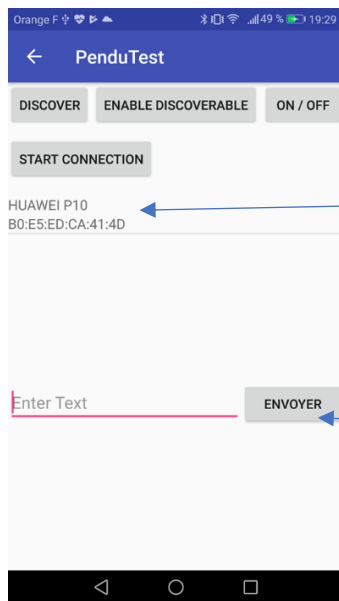 Orange F 49 % 19:29
PenduTest
DISCOVER ENABLE DISCOVERABLE ON / OFF
START CONNECTION
HUAWEI P10
B0:E5:ED:CA:41:4D
Enter Text ENVOYER